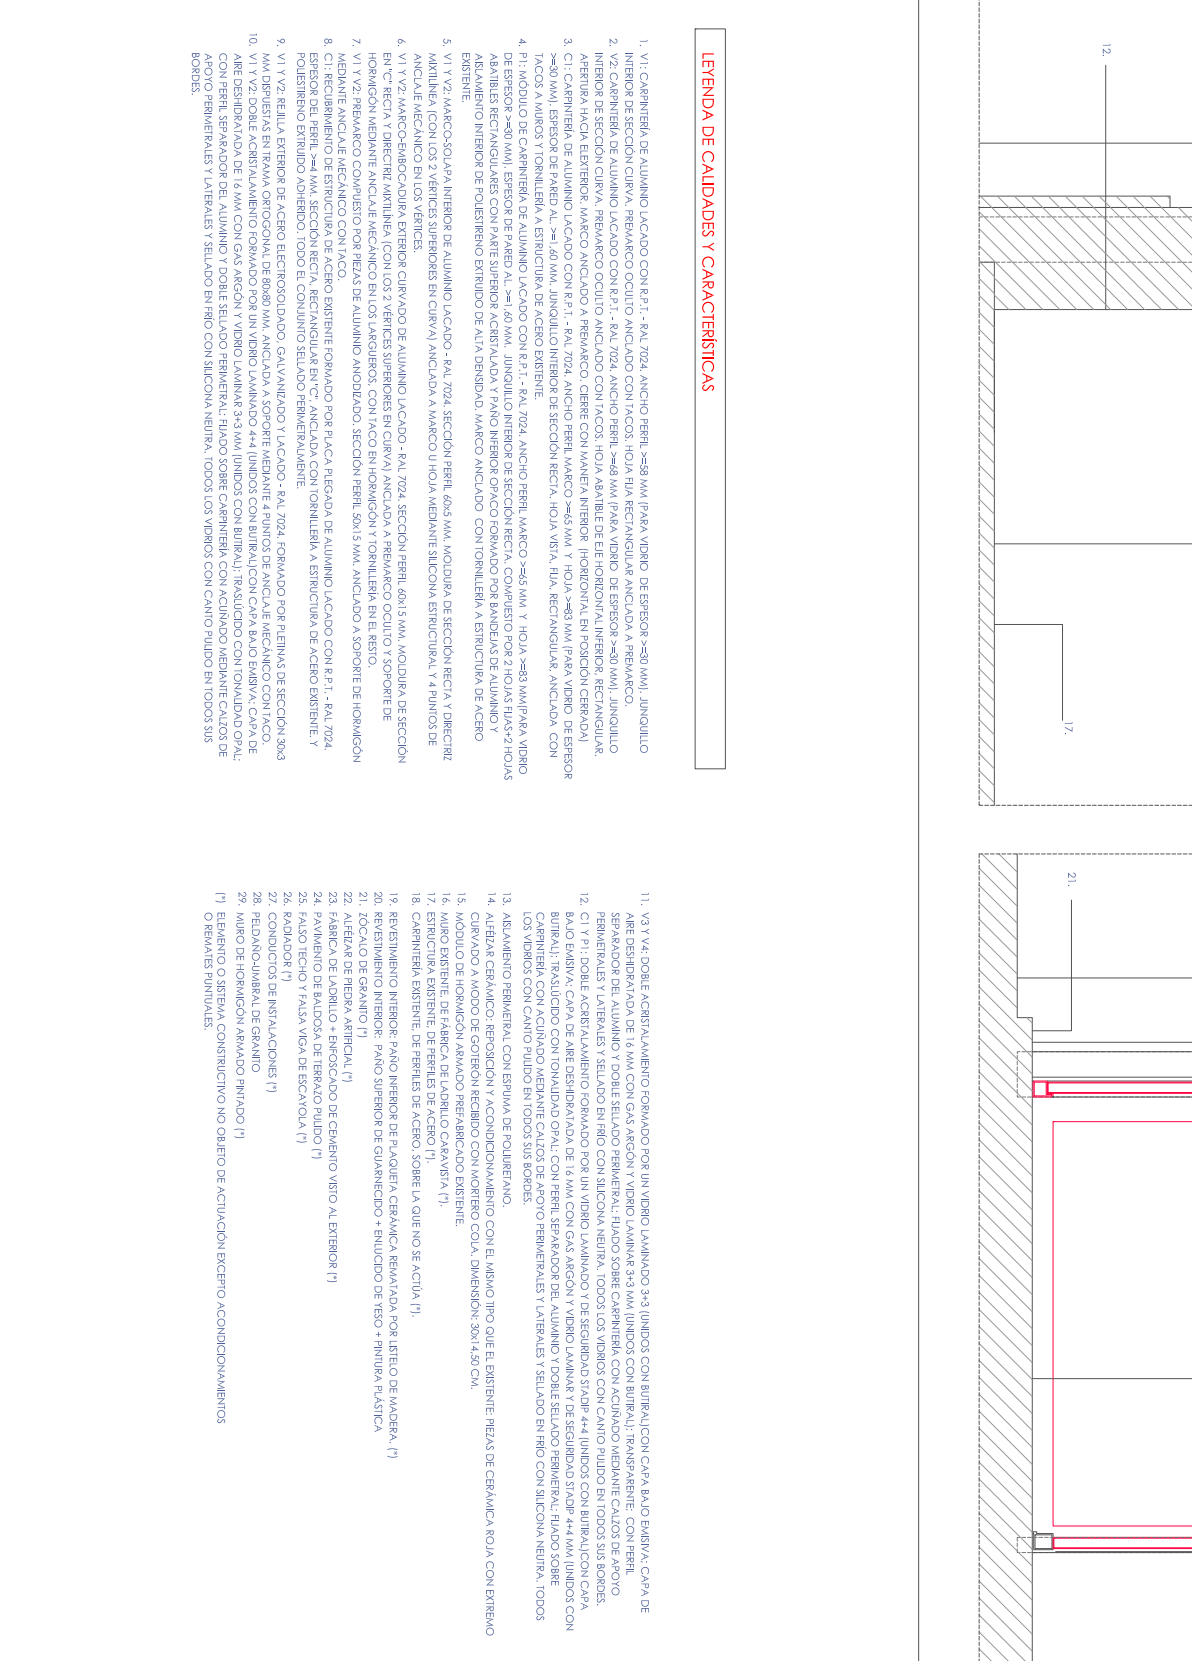 12.
17.
21.
LEYENDA DE CALIDADES Y CARACTERÍSTICAS
1. V1: CARPINTERÍA DE ALUMINIO LACADO CON R.P.T. - RAL 7024. ANCHO PERFIL >=58 MM (PARA VIDRIO DE ESPESOR >=30 MM). JUNQUILLO
INTERIOR DE SECCIÓN CURVA. PREMARCO OCULTO ANCLADO CON TACOS. HOJA FIJA RECTANGULAR ANCLADA A PREMARCO.
2. V2: CARPINTERÍA DE ALUMINIO LACADO CON R.P.T. - RAL 7024. ANCHO PERFIL >=68 MM (PARA VIDRIO DE ESPESOR >=30 MM). JUNQUILLO
INTERIOR DE SECCIÓN CURVA. PREMARCO OCULTO ANCLADO CON TACOS. HOJA ABATIBLE DE EJE HORIZONTAL INFERIOR, RECTANGULAR.
APERTURA HACIA ELEXTERIOR. MARCO ANCLADO A PREMARCO. CIERRE CON MANETA INTERIOR (HORIZONTAL EN POSICIÓN CERRADA)
3. C1: CARPINTERÍA DE ALUMINIO LACADO CON R.P.T. - RAL 7024. ANCHO PERFIL MARCO >=65 MM Y HOJA >=83 MM (PARA VIDRIO DE ESPESOR
>=30 MM). ESPESOR DE PARED AL. >=1,60 MM. JUNQUILLO INTERIOR DE SECCIÓN RECTA. HOJA VISTA, FIJA, RECTANGULAR, ANCLADA CON
TACOS A MUROS Y TORNILLERÍA A ESTRUCTURA DE ACERO EXISTENTE.
4. P1: MÓDULO DE CARPINTERÍA DE ALUMINIO LACADO CON R.P.T. - RAL 7024. ANCHO PERFIL MARCO >=65 MM Y HOJA >=83 MM(PARA VIDRIO
DE ESPESOR >=30 MM). ESPESOR DE PARED AL. >=1,60 MM. JUNQUILLO INTERIOR DE SECCIÓN RECTA. COMPUESTO POR 2 HOJAS FIJAS+2 HOJAS
ABATIBLES RECTANGULARES CON PARTE SUPERIOR ACRISTALADA Y PAÑO INFERIOR OPACO FORMADO POR BANDEJAS DE ALUMINIO Y
AISLAMIENTO INTERIOR DE POLIESTIRENO EXTRUIDO DE ALTA DENSIDAD. MARCO ANCLADO CON TORNILLERÍA A ESTRUCTURA DE ACERO
EXISTENTE.
5. V1 Y V2: MARCO-SOLAPA INTERIOR DE ALUMINIO LACADO - RAL 7024. SECCIÓN PERFIL 60x5 MM. MOLDURA DE SECCIÓN RECTA Y DIRECTRIZ
MIXTILÍNEA (CON LOS 2 VÉRTICES SUPERIORES EN CURVA) ANCLADA A MARCO U HOJA MEDIANTE SILICONA ESTRUCTURAL Y 4 PUNTOS DE
ANCLAJE MECÁNICO EN LOS VÉRTICES.
6. V1 Y V2: MARCO-EMBOCADURA EXTERIOR CURVADO DE ALUMINIO LACADO - RAL 7024. SECCIÓN PERFIL 60x15 MM. MOLDURA DE SECCIÓN
EN "C" RECTA Y DIRECTRIZ MIXTILÍNEA (CON LOS 2 VÉRTICES SUPERIORES EN CURVA) ANCLADA A PREMARCO OCULTO Y SOPORTE DE
HORMIGÓN MEDIANTE ANCLAJE MECÁNICO EN LOS LARGUEROS, CON TACO EN HORMIGÓN Y TORNILLERÍA EN EL RESTO.
7. V1 Y V2: PREMARCO COMPUESTO POR PIEZAS DE ALUMINIO ANODIZADO. SECCIÓN PERFIL 50x15 MM. ANCLADO A SOPORTE DE HORMIGÓN
MEDIANTE ANCLAJE MECÁNICO CON TACO.
8. C1: RECUBRIMIENTO DE ESTRUCTURA DE ACERO EXISTENTE FORMADO POR PLACA PLEGADA DE ALUMINIO LACADO CON R.P.T. - RAL 7024.
ESPESOR DEL PERFIL >=4 MM. SECCIÓN RECTA, RECTANGULAR EN "C", ANCLADA CON TORNILLERÍA A ESTRUCTURA DE ACERO EXISTENTE. Y
POLIESTIRENO EXTRUIDO ADHERIDO. TODO EL CONJUNTO SELLADO PERIMETRALMENTE.
9. V1 Y V2: REJILLA EXTERIOR DE ACERO ELECTROSOLDADO, GALVANIZADO Y LACADO - RAL 7024, FORMADO POR PLETINAS DE SECCIÓN 30x3
MM DISPUESTAS EN TRAMA ORTOGONAL DE 80x80 MM. ANCLADA A SOPORTE MEDIANTE 4 PUNTOS DE ANCLAJE MECÁNICO CON TACO.
10. V1 Y V2: DOBLE ACRISTALAMIENTO FORMADO POR UN VIDRIO LAMINADO 4+4 (UNIDOS CON BUTIRAL)CON CAPA BAJO EMISIVA; CAPA DE
AIRE DESHIDRATADA DE 16 MM CON GAS ARGÓN Y VIDRIO LAMINAR 3+3 MM (UNIDOS CON BUTIRAL); TRASLÚCIDO CON TONALIDAD OPAL;
CON PERFIL SEPARADOR DEL ALUMINIO Y DOBLE SELLADO PERIMETRAL; FIJADO SOBRE CARPINTERÍA CON ACUÑADO MEDIANTE CALZOS DE
APOYO PERIMETRALES Y LATERALES Y SELLADO EN FRÍO CON SILICONA NEUTRA. TODOS LOS VIDRIOS CON CANTO PULIDO EN TODOS SUS
BORDES.
11. V3 Y V4: DOBLE ACRISTALAMIENTO FORMADO POR UN VIDRIO LAMINADO 3+3 (UNIDOS CON BUTIRAL)CON CAPA BAJO EMISIVA; CAPA DE
AIRE DESHIDRATADA DE 16 MM CON GAS ARGÓN Y VIDRIO LAMINAR 3+3 MM (UNIDOS CON BUTIRAL); TRANSPARENTE; CON PERFIL
SEPARADOR DEL ALUMINIO Y DOBLE SELLADO PERIMETRAL; FIJADO SOBRE CARPINTERÍA CON ACUÑADO MEDIANTE CALZOS DE APOYO
PERIMETRALES Y LATERALES Y SELLADO EN FRÍO CON SILICONA NEUTRA. TODOS LOS VIDRIOS CON CANTO PULIDO EN TODOS SUS BORDES.
12. C1 Y P1: DOBLE ACRISTALAMIENTO FORMADO POR UN VIDRIO LAMINADO Y DE SEGURIDAD STADIP 4+4 (UNIDOS CON BUTIRAL)CON CAPA
BAJO EMISIVA; CAPA DE AIRE DESHIDRATADA DE 16 MM CON GAS ARGÓN Y VIDRIO LAMINAR Y DE SEGURIDAD STADIP 4+4 MM (UNIDOS CON
BUTIRAL); TRASLÚCIDO CON TONALIDAD OPAL; CON PERFIL SEPARADOR DEL ALUMINIO Y DOBLE SELLADO PERIMETRAL; FIJADO SOBRE
CARPINTERÍA CON ACUÑADO MEDIANTE CALZOS DE APOYO PERIMETRALES Y LATERALES Y SELLADO EN FRÍO CON SILICONA NEUTRA. TODOS
LOS VIDRIOS CON CANTO PULIDO EN TODOS SUS BORDES.
13. AISLAMIENTO PERIMETRAL CON ESPUMA DE POLIURETANO.
14. ALFÉIZAR CERÁMICO: REPOSICIÓN Y ACONDICIONAMIENTO CON EL MISMO TIPO QUE EL EXISTENTE: PIEZAS DE CERÁMICA ROJA CON EXTREMO
CURVADO A MODO DE GOTERÓN RECIBIDO CON MORTERO COLA. DIMENSIÓN: 30x14,50 CM.
15. MÓDULO DE HORMIGÓN ARMADO PREFABRICADO EXISTENTE.
16. MURO EXISTENTE, DE FÁBRICA DE LADRILLO CARAVISTA (*).
17. ESTRUCTURA EXISTENTE, DE PERFILES DE ACERO (*).
18. CARPINTERÍA EXISTENTE, DE PERFILES DE ACERO, SOBRE LA QUE NO SE ACTÚA (*).
19. REVESTIMIENTO INTERIOR: PAÑO INFERIOR DE PLAQUETA CERÁMICA REMATADA POR LISTELO DE MADERA. (*)
20. REVESTIMIENTO INTERIOR: PAÑO SUPERIOR DE GUARNECIDO + ENLUCIDO DE YESO + PINTURA PLÁSTICA
21. ZÓCALO DE GRANITO (*)
22. ALFÉIZAR DE PIEDRA ARTIFICIAL (*)
23. FÁBRICA DE LADRILLO + ENFOSCADO DE CEMENTO VISTO AL EXTERIOR (*)
24. PAVIMENTO DE BALDOSA DE TERRAZO PULIDO (*)
25. FALSO TECHO Y FALSA VIGA DE ESCAYOLA (*)
26. RADIADOR (*)
27. CONDUCTOS DE INSTALACIONES (*)
28. PELDAÑO-UMBRAL DE GRANITO
29. MURO DE HORMIGÓN ARMADO PINTADO (*)
(*) ELEMENTO O SISTEMA CONSTRUCTIVO NO OBJETO DE ACTUACIÓN EXCEPTO ACONDICIONAMIENTOS
O REMATES PUNTUALES.